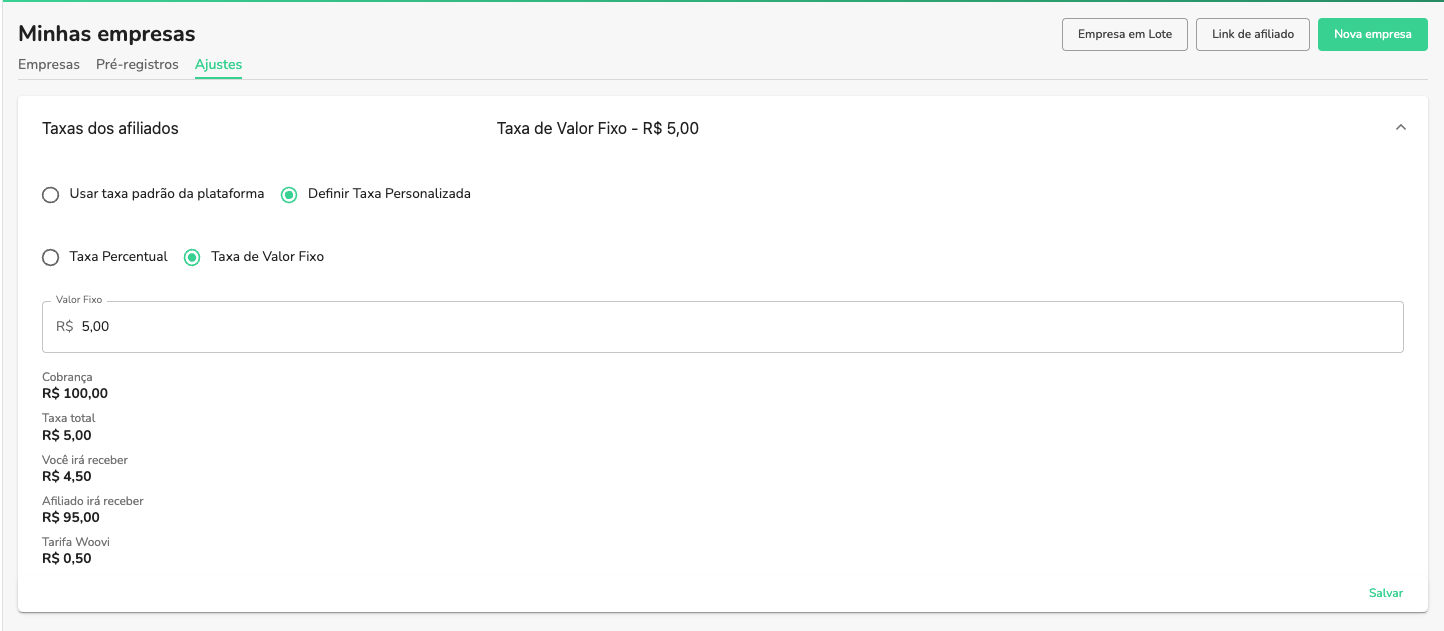 Minhas empresas
Empresa em Lote
Link de afiliado
Nova empresa
Empresas Pré-registros Ajustes
Taxas dos afiliados Taxa de Valor Fixo - R$ 5,00
Usar taxa padrão da plataforma Definir Taxa Personalizada
Taxa Percentual Taxa de Valor Fixo
Valor Fixo
R$ 5,00
Cobrança
R$ 100,00
Taxa total
R$ 5,00
Você irá receber
R$ 4,50
Afiliado irá receber
R$ 95,00
Tarifa Woovi
R$ 0,50
Salvar